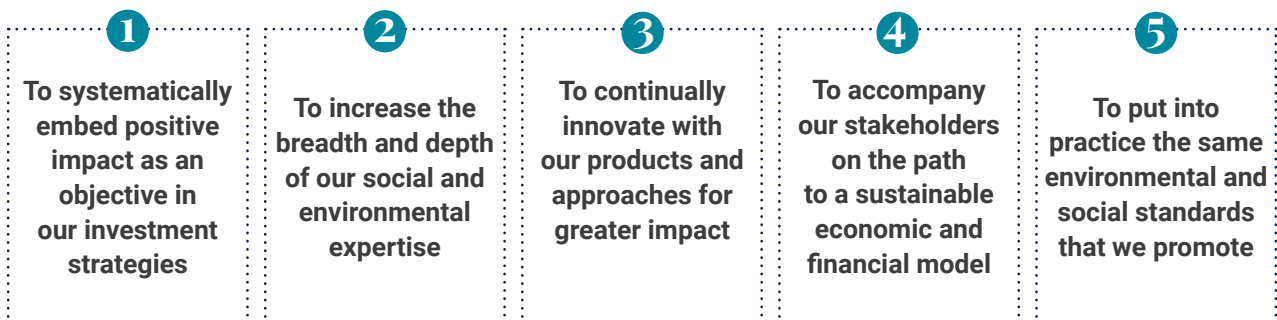 1
To systematically
embed positive
impact as an
objective in
our investment
strategies
2
To increase the
breadth and depth
of our social and
environmental
expertise
3
To continually
innovate with
our products and
approaches for
greater impact
4
To accompany
our stakeholders
on the path
to a sustainable
economic and
financial model
5
To put into
practice the same
environmental and
social standards
that we promote